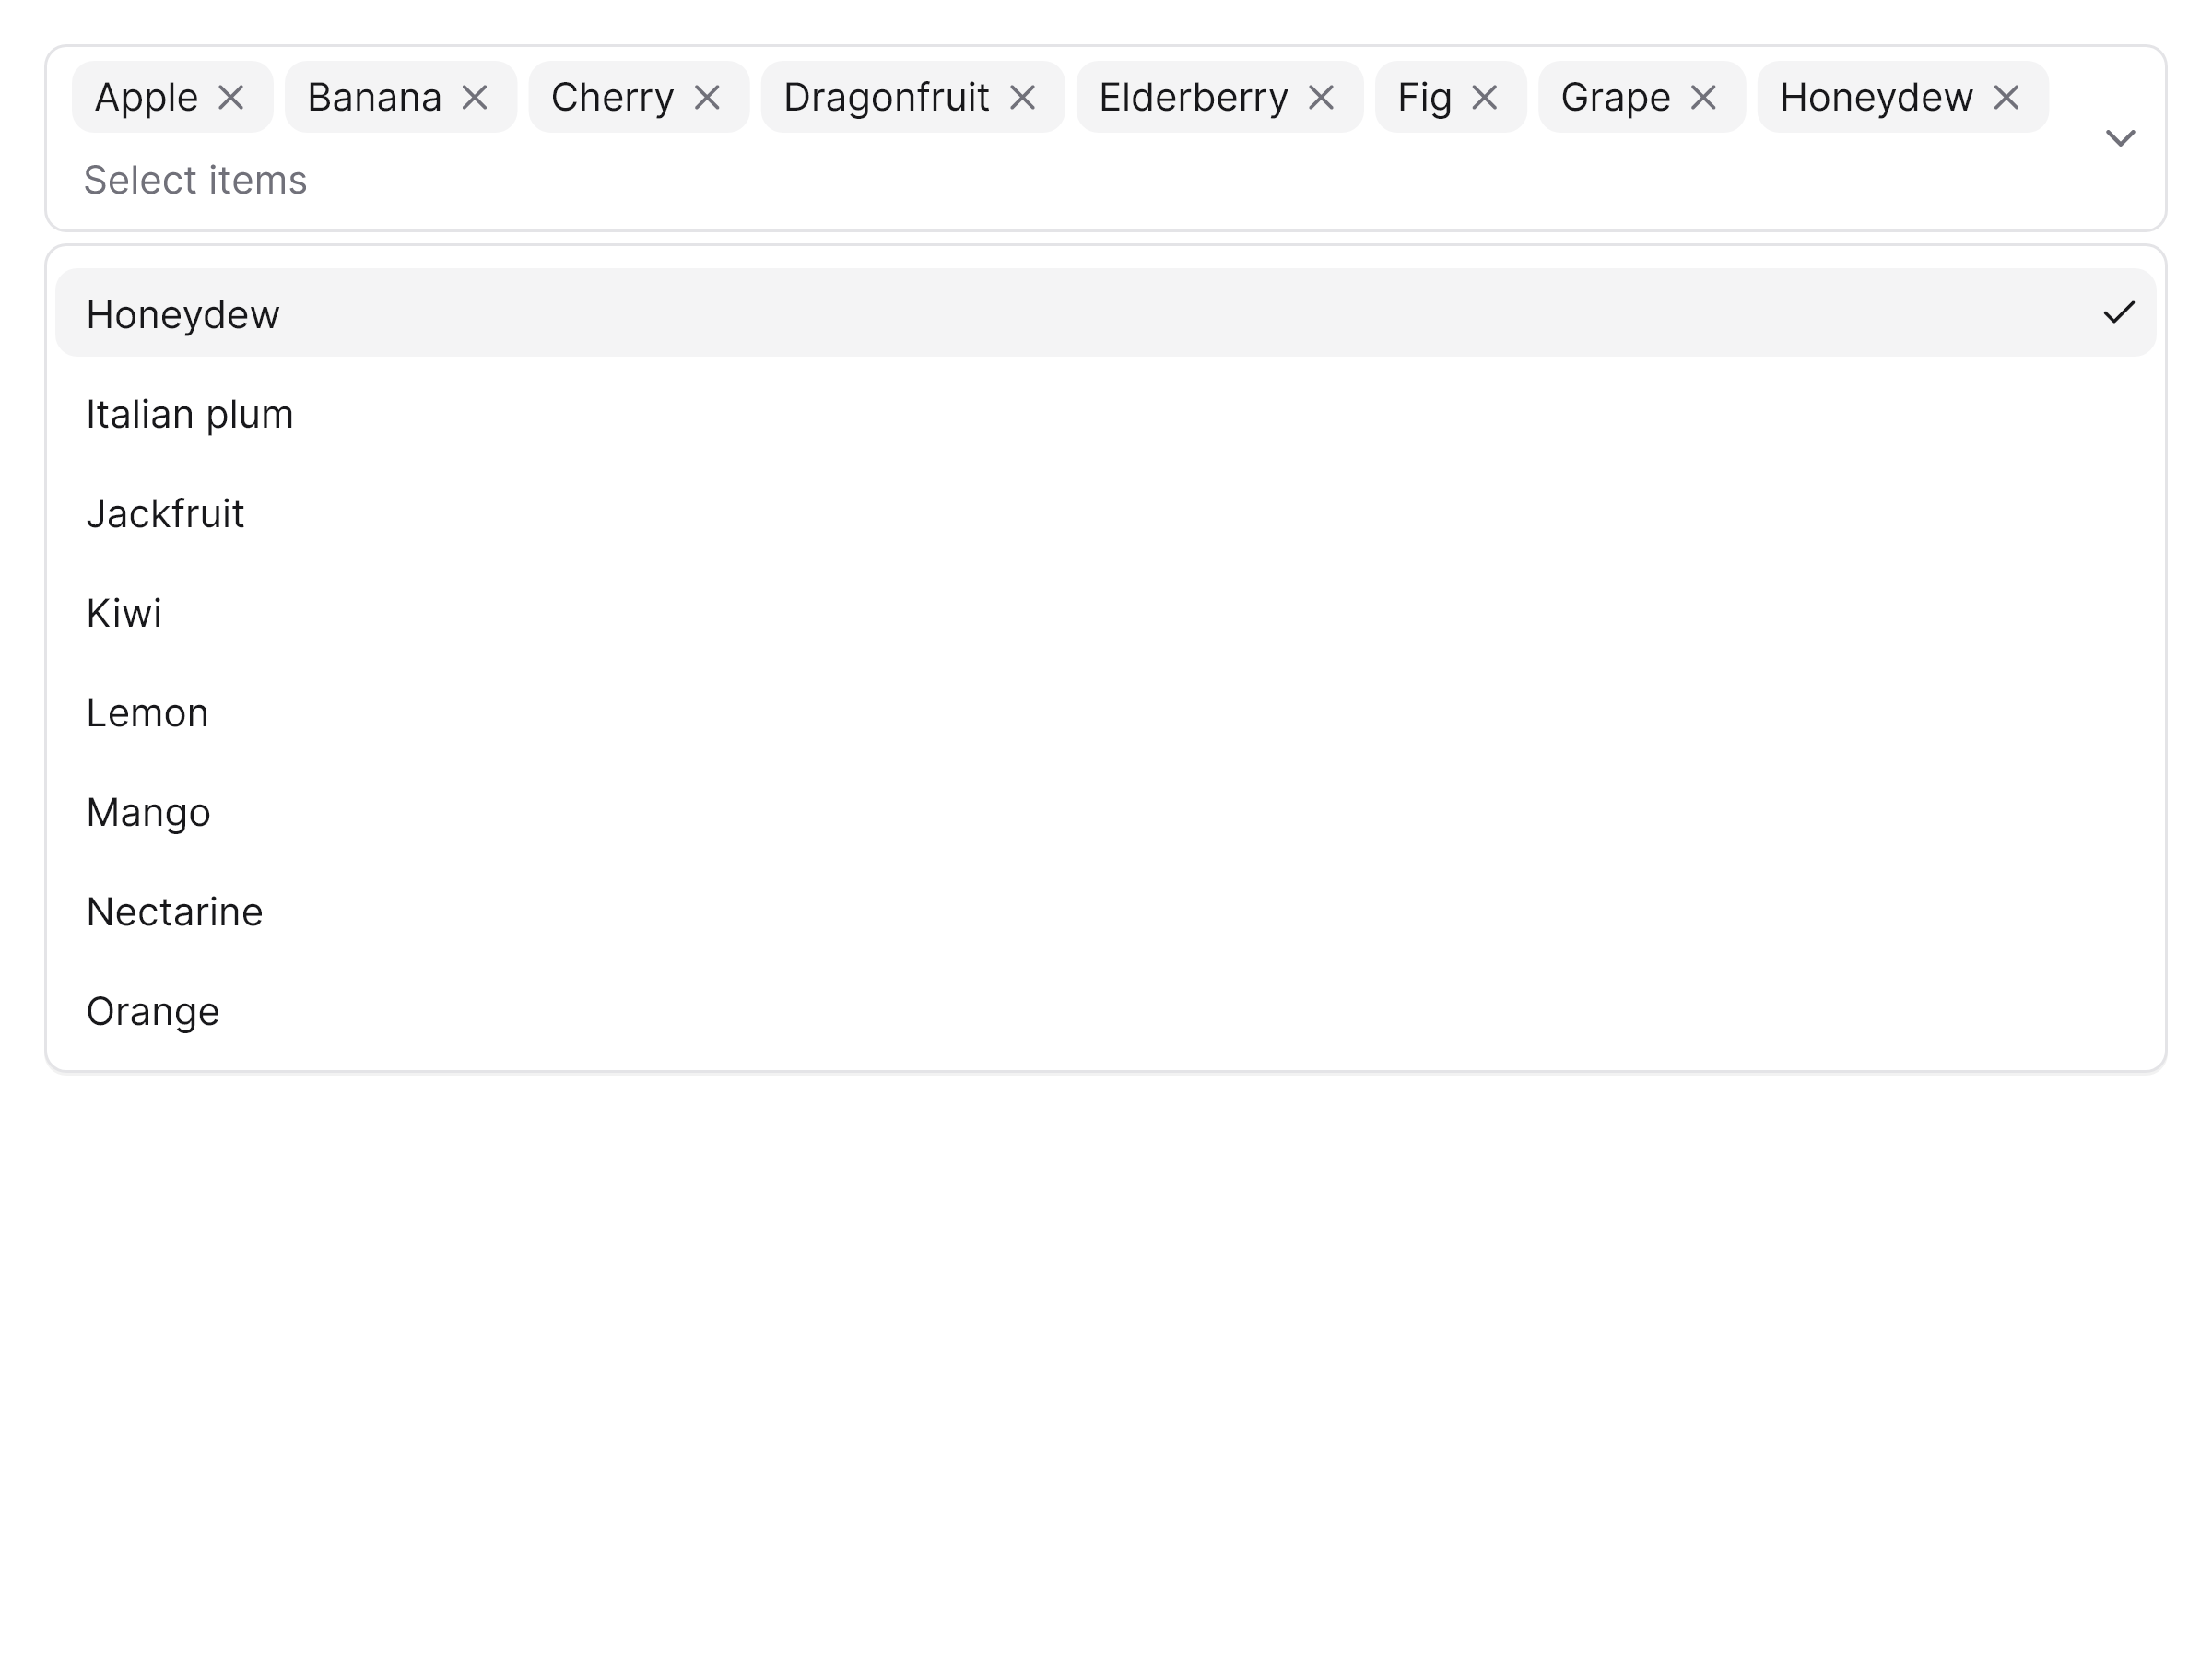 Apple Banana Cherry Dragonfruit Elderberry Fig Grape Honeydew
Select items
Honeydew
Italian plum
Jackfruit
Kiwi
Lemon
Mango
Nectarine
Orange